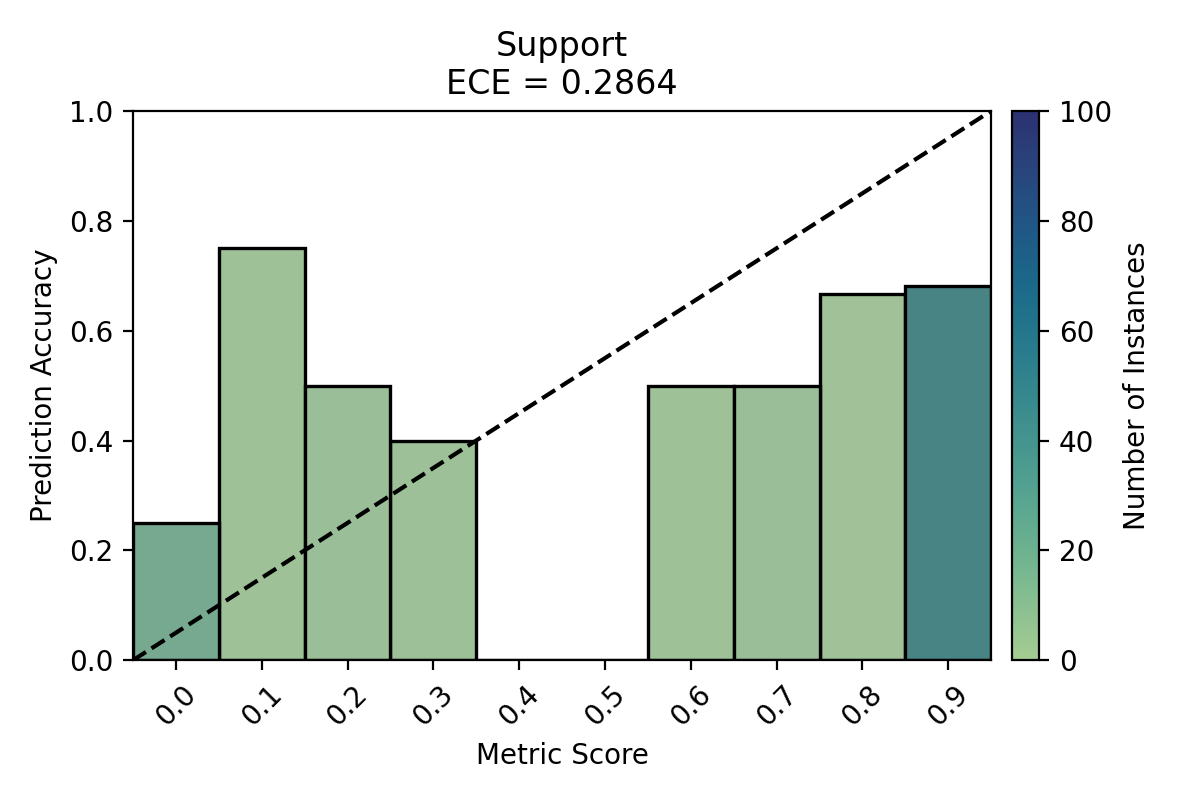 Support
ECE = 0.2864
Prediction Accuracy
1.0
0.8
0.6
0.4
0.2
0.0
0.0 0.1 0.2 0.3 0.4 0.5 0.6 0.7 0.8 0.9
Metric Score
100
80
60
40
20
0
Number of Instances